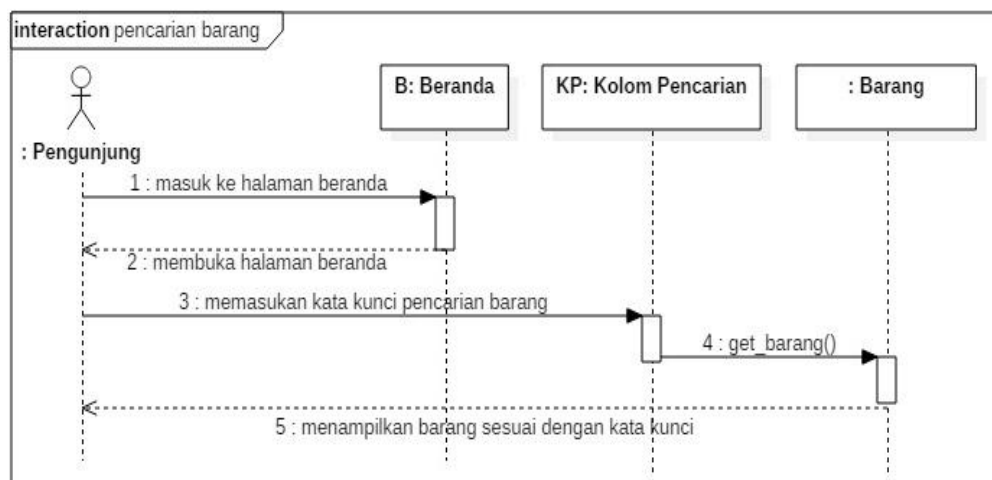 interaction pencarian barang
B: Beranda
KP: Kolom Pencarian
: Barang
: Pengunjung
1 : masuk ke halaman beranda
2 : membuka halaman beranda
3 : memasukan kata kunci pencarian barang
4 : get_barang()
5 : menampilkan barang sesuai dengan kata kunci